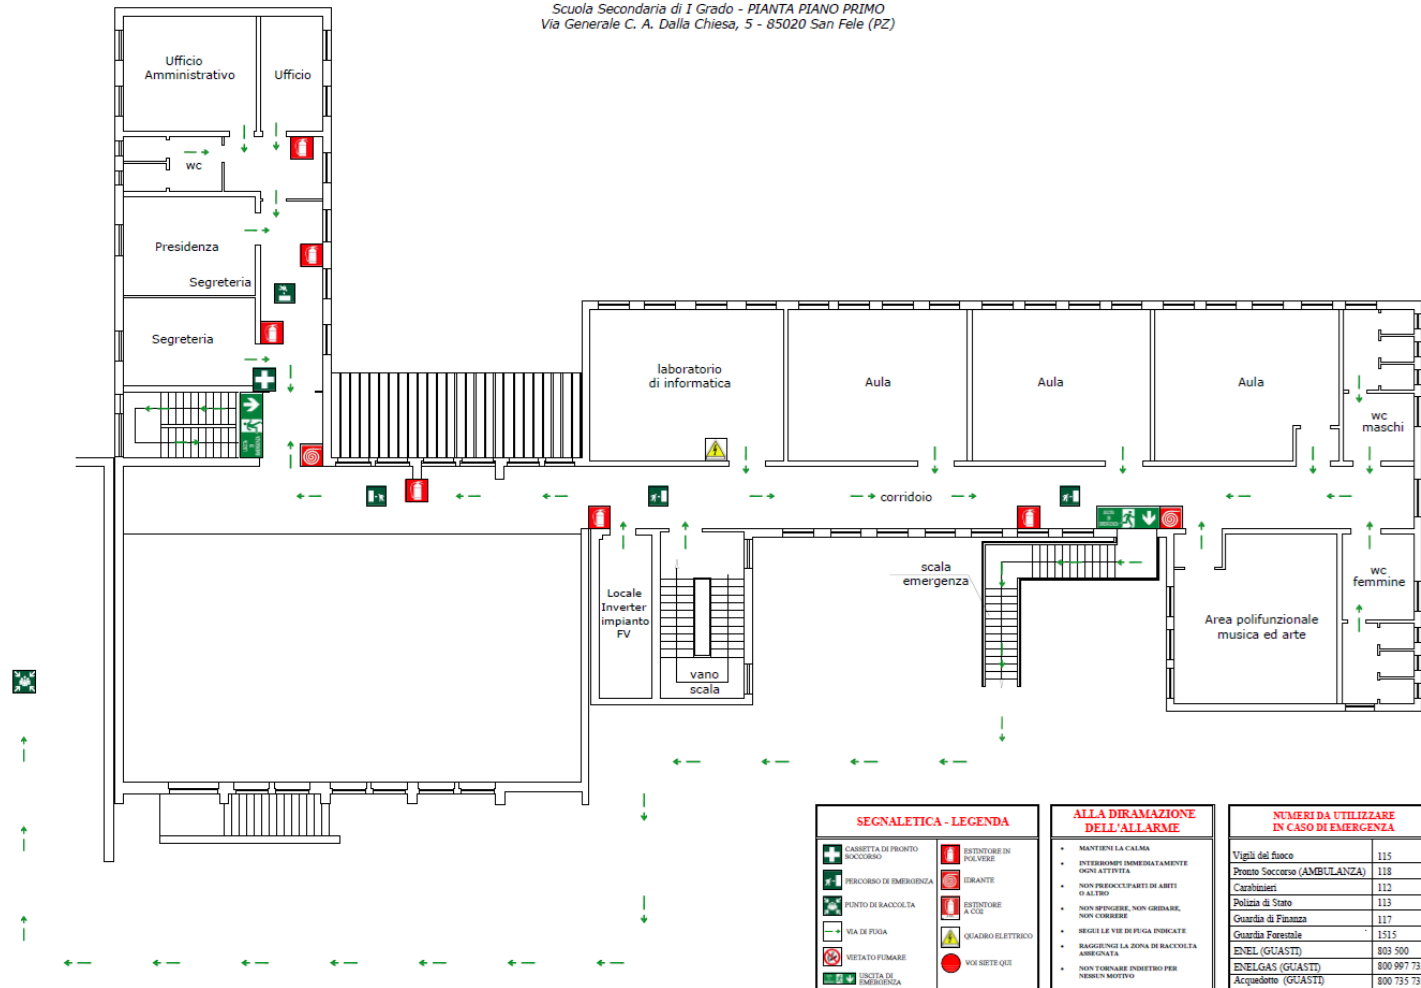 Scuola Secondaria di I Grado - PIANTA PIANO PRIMO
Via Generale C. A. Dalla Chiesa, 5 - 85020 San Fele (PZ)
Ufficio
Amministrativo
Ufficio
wc
Presidenza
Segreteria
Segreteria
laboratorio
di informatica
Aula
Aula
Aula
wc
maschi
corridoio
scala
emergenza
Locale
Inverter
impianto
FV
vano
scala
wc
femmine
Area polifunzionale
musica ed arte
SEGNALETICA - LEGENDA
CASSETTA DI PRONTO
SOCCORSO
PERCORSO DI EMERGENZA
PUNTO DI RACCOLTA
VIA DI FUGA
VIETATO FUMARE
USCITA DI
EMERGENZA
ESTINTORE IN
POLVERE
IDRANTE
ESTINTORE
A CO2
QUADRO ELETTRICO
VOI SIETE QUI
ALLA DIRAMAZIONE
DELL'ALLARME
• MANTIENI LA CALMA
• INTERROMPI IMMEDIATAMENTE
OGNI ATTIVITA
• NON PREOCCUPARTI DI ABITI
O ALTRO
• NON SPINGERE, NON GRIDARE,
NON CORRERE
• SEGUI LE VIE DI FUGA INDICATE
• RAGGIUNGI LA ZONA DI RACCOLTA
ASSEGNATA
• NON TORNARE INDIETRO PER
NESSUN MOTIVO
NUMERI DA UTILIZZARE
IN CASO DI EMERGENZA
Vigili del fuoco 115
Pronto Soccorso (AMBULANZA) 118
Carabinieri 112
Polizia di Stato 113
Guardia di Finanza 117
Guardia Forestale 1515
ENEL (GUASTI) 803 500
ENELGAS (GUASTI) 800 997 73
Acquedotto (GUASTI) 800 735 73